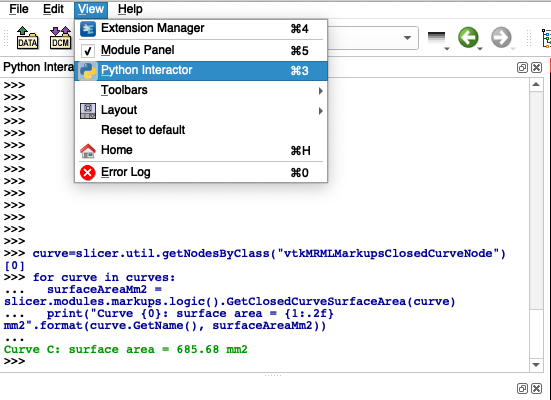 File Edit View Help
DATA DCM
Extension Manager ⌘4
Module Panel ⌘5
Python Interactor ⌘3
Toolbars
Layout
Reset to default
Home ⌘H
Error Log ⌘0
Python Intera
>>>
>>>
>>>
>>>
>>>
>>>
>>>
>>>
>>>
>>>
>>>
>>>
>>>
>>>
>>> curve=slicer.util.getNodesByClass("vtkMRMLMarkupsClosedCurveNode")
[0]
>>> for curve in curves:
...   surfaceAreaMm2 =
slicer.modules.markups.logic().GetClosedCurveSurfaceArea(curve)
...   print("Curve {0}: surface area = {1:.2f}
mm2".format(curve.GetName(), surfaceAreaMm2))
...
Curve C: surface area = 685.68 mm2
>>>